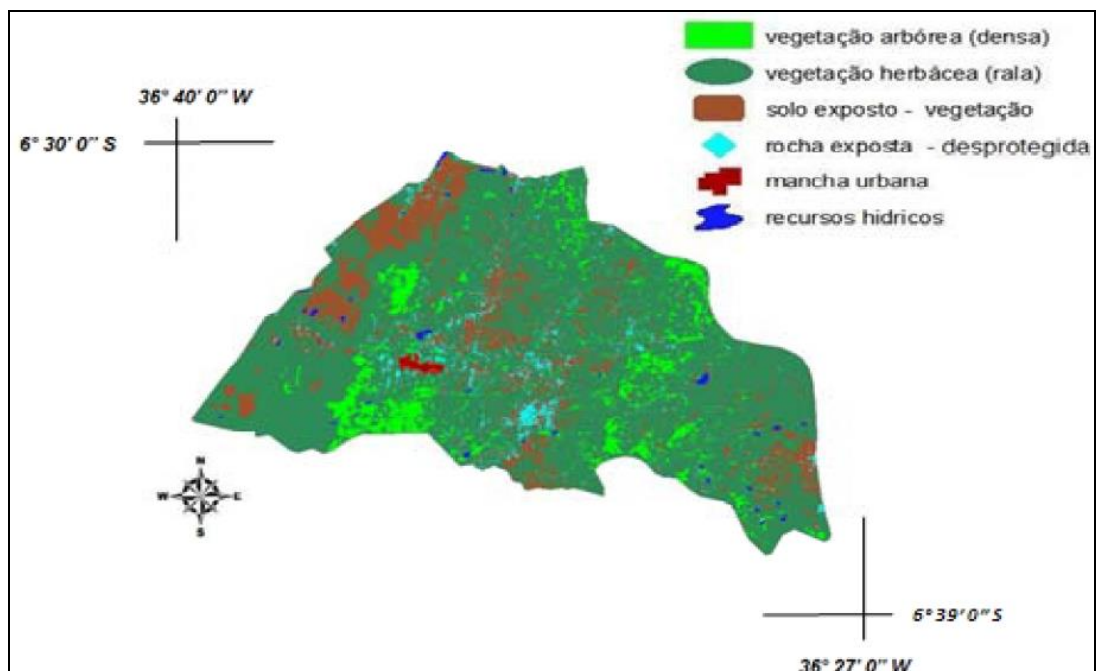 vegetação arbórea (densa)
vegetação herbácea (rala)
solo exposto - vegetação
rocha exposta - desprotegida
mancha urbana
recursos hidricos
36° 40' 0'' W
6° 30' 0'' S
N
W E
S
6° 39' 0'' S
36° 27' 0'' W